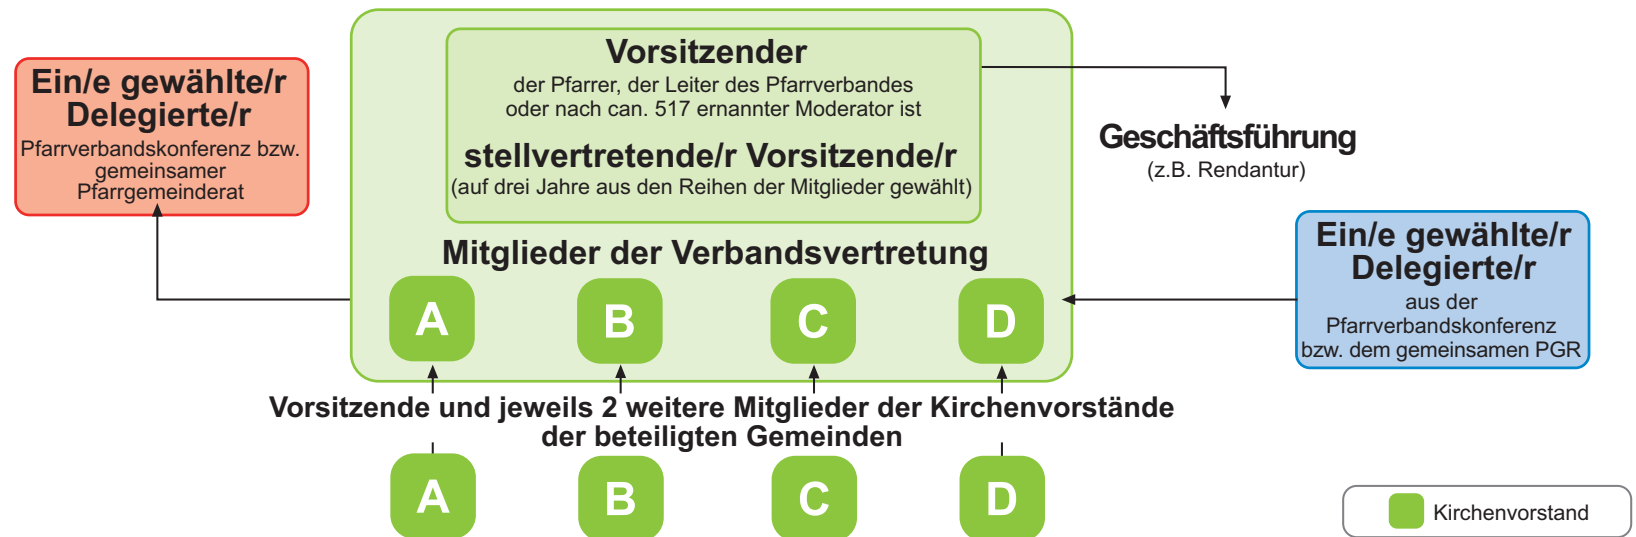 Vorsitzender
der Pfarrer, der Leiter des Pfarrverbandes
oder nach can. 517 ernannter Moderator ist
stellvertretende/r Vorsitzende/r
(auf drei Jahre aus den Reihen der Mitglieder gewählt)
Ein/e gewählte/r
Delegierte/r
Pfarrverbandskonferenz bzw.
gemeinsamer
Pfarrgemeinderat
Geschäftsführung
(z.B. Rendantur)
Ein/e gewählte/r
Delegierte/r
aus der
Pfarrverbandskonferenz
bzw. dem gemeinsamen PGR
Mitglieder der Verbandsvertretung
A B C D
Vorsitzende und jeweils 2 weitere Mitglieder der Kirchenvorstände
der beteiligten Gemeinden
A B C D
Kirchenvorstand